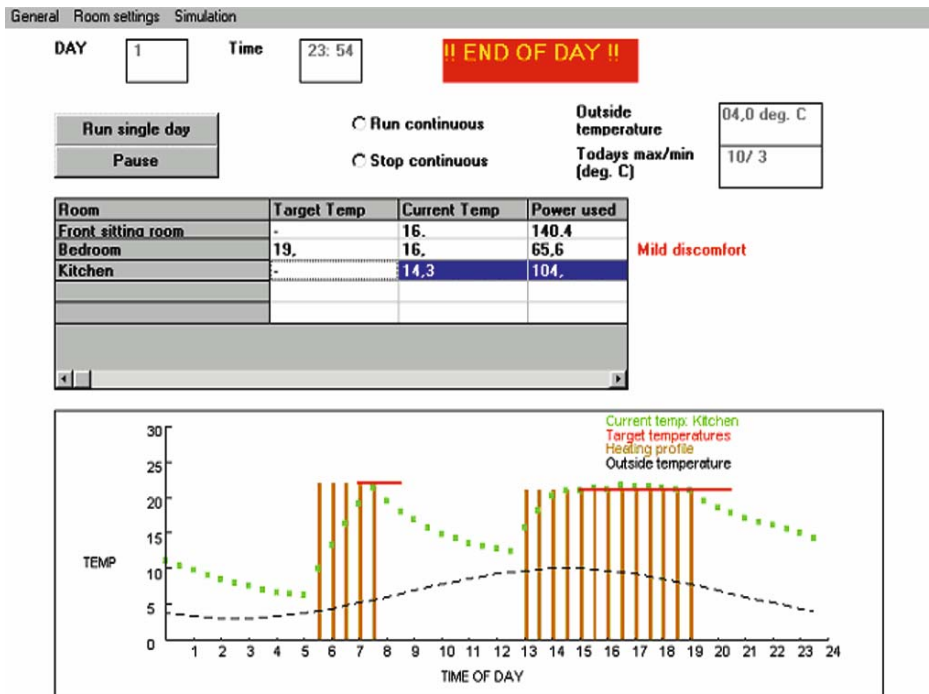 General Room settings Simulation
DAY 1 Time 23: 54 !! END OF DAY !!
Run single day
Pause
Run continuous
Stop continuous
Outside
temperature
04,0 deg. C
Todays max/min
(deg. C)
10/ 3
Room Target Temp Current Temp Power used
Front sitting room - 16. 140.4
Bedroom 19, 16, 65,6 Mild discomfort
Kitchen - 14,3 104,
Current temp: Kitchen
Target temperatures
Heating profile
Outside temperature
30
25
20
15
TEMP
10
5
0
1 2 3 4 5 6 7 8 9 10 11 12 13 14 15 16 17 18 19 20 21 22 23 24
TIME OF DAY